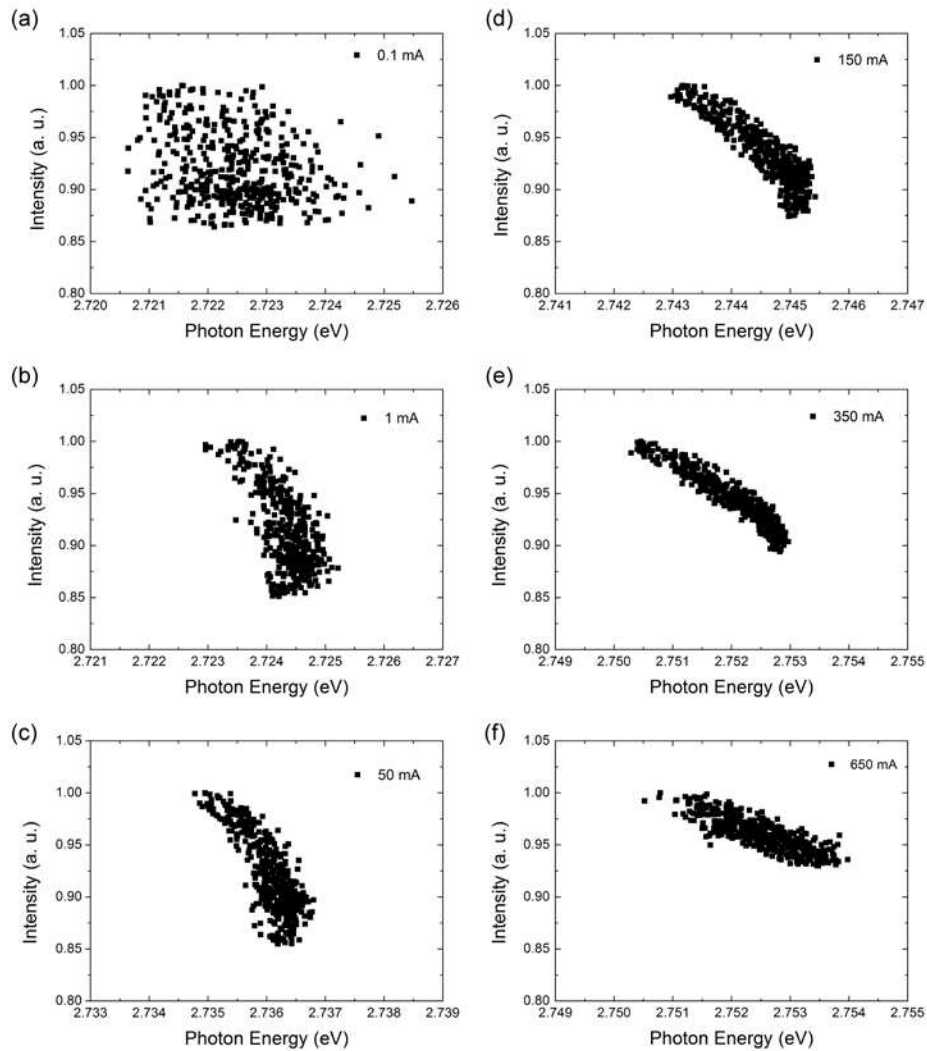 (a)
1.05
1.00
0.95
0.90
0.85
0.80
Intensity (a. u.)
0.1 mA
2.720 2.721 2.722 2.723 2.724 2.725 2.726
Photon Energy (eV)
(d)
1.05
1.00
0.95
0.90
0.85
0.80
Intensity (a. u.)
150 mA
2.741 2.742 2.743 2.744 2.745 2.746 2.747
Photon Energy (eV)
(b)
1.05
1.00
0.95
0.90
0.85
0.80
Intensity (a. u.)
1 mA
2.721 2.722 2.723 2.724 2.725 2.726 2.727
Photon Energy (eV)
(e)
1.05
1.00
0.95
0.90
0.85
0.80
Intensity (a. u.)
350 mA
2.749 2.750 2.751 2.752 2.753 2.754 2.755
Photon Energy (eV)
(c)
1.05
1.00
0.95
0.90
0.85
0.80
Intensity (a. u.)
50 mA
2.733 2.734 2.735 2.736 2.737 2.738 2.739
Photon Energy (eV)
(f)
1.05
1.00
0.95
0.90
0.85
0.80
Intensity (a. u.)
650 mA
2.749 2.750 2.751 2.752 2.753 2.754 2.755
Photon Energy (eV)